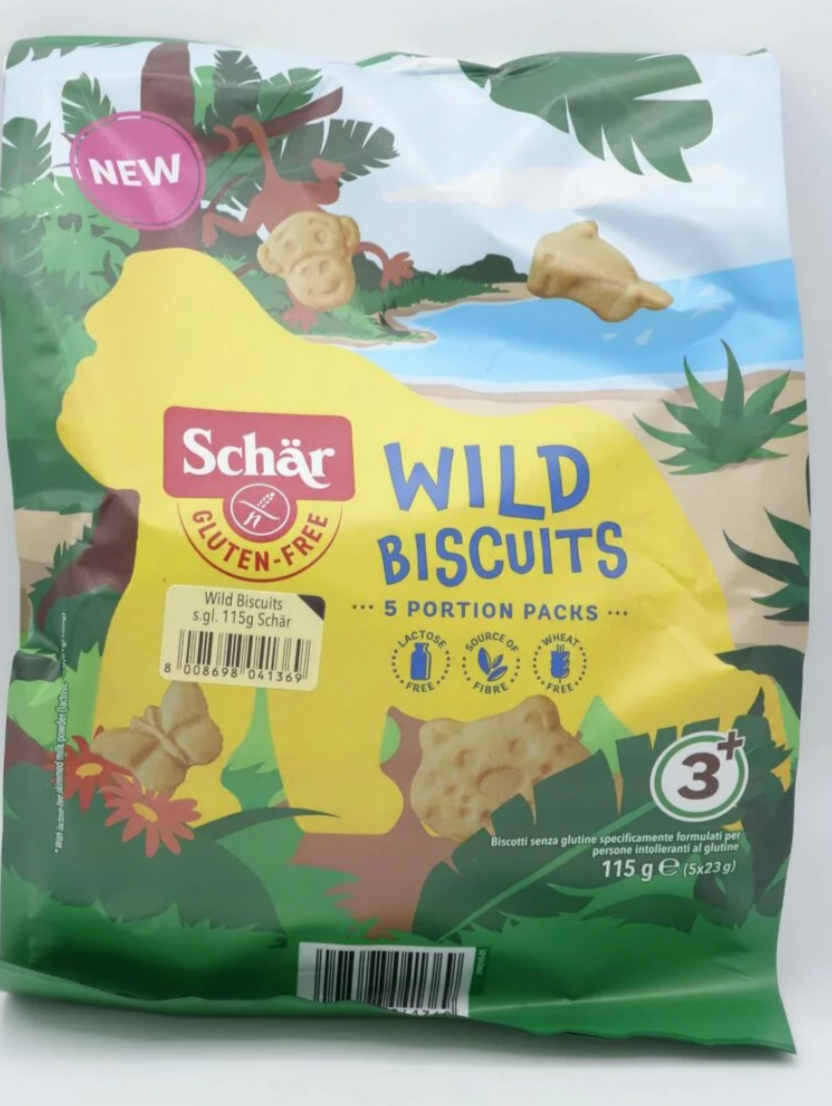 NEW
Schär
GLUTEN-FREE
WILD
BISCUITS
··· 5 PORTION PACKS ···
LACTOSE
FREE
SOURCE OF
FIBRE
WHEAT
FREE
Wild Biscuits
s.gl. 115g Schär
8 008698 041369
3+
Biscotti senza glutine specificamente formulati per
persone intolleranti al glutine
115 g ℮ (5x23g)